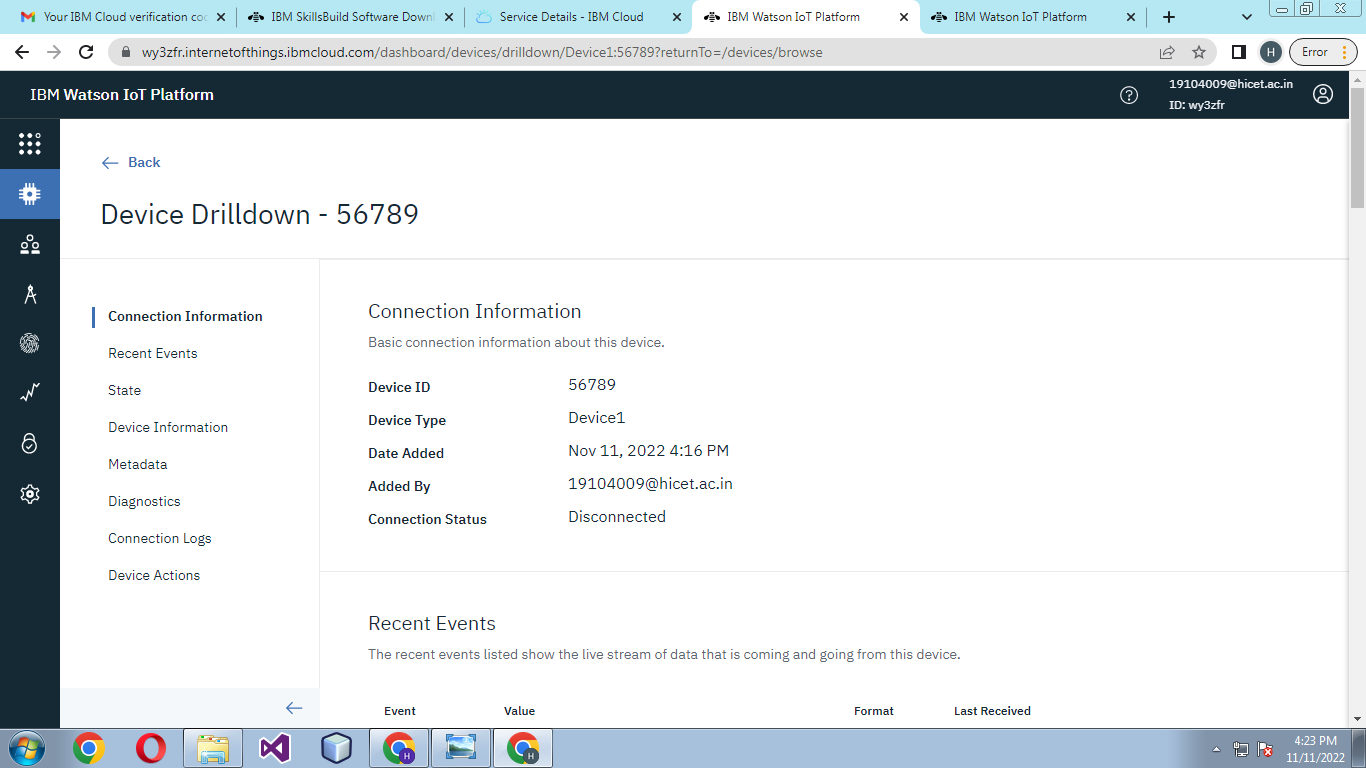 Your IBM Cloud verification co
IBM SkillsBuild Software Downl
Service Details - IBM Cloud
IBM Watson IoT Platform
IBM Watson IoT Platform
wy3zfr.internetofthings.ibmcloud.com/dashboard/devices/drilldown/Device1:56789?returnTo=/devices/browse
H
Error
IBM Watson IoT Platform
19104009@hicet.ac.in
ID: wy3zfr
Back
Device Drilldown - 56789
Connection Information
Recent Events
State
Device Information
Metadata
Diagnostics
Connection Logs
Device Actions
Connection Information
Basic connection information about this device.
Device ID 56789
Device Type Device1
Date Added Nov 11, 2022 4:16 PM
Added By 19104009@hicet.ac.in
Connection Status Disconnected
Recent Events
The recent events listed show the live stream of data that is coming and going from this device.
Event Value Format Last Received
H
H
4:23 PM
11/11/2022